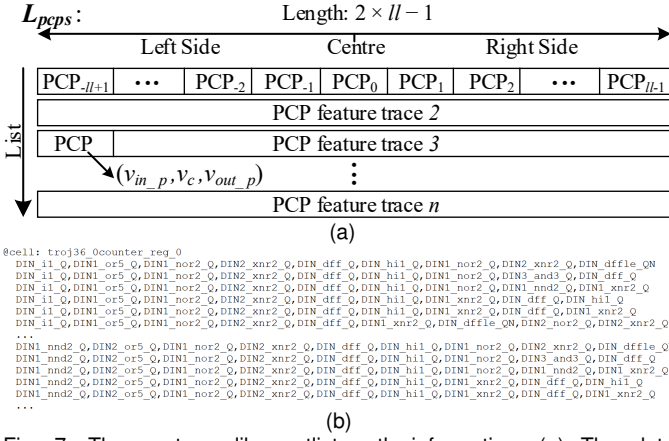 L_pcps: Length: 2 × ll − 1
Left Side Centre Right Side
List
PCP_-ll+1 ••• PCP_-2 PCP_-1 PCP_0 PCP_1 PCP_2 ••• PCP_ll-1
PCP feature trace 2
PCP PCP feature trace 3
(v_in_p, v_c, v_out_p) ⋮
PCP feature trace n
(a)
@cell: troj36_0counter_reg_0
DIN_i1_Q,DIN1_or5_Q,DIN1_nor2_Q,DIN2_xnr2_Q,DIN_dff_Q,DIN_hi1_Q,DIN1_nor2_Q,DIN2_xnr2_Q,DIN_dffle_QN
DIN_i1_Q,DIN1_or5_Q,DIN1_nor2_Q,DIN2_xnr2_Q,DIN_dff_Q,DIN_hi1_Q,DIN1_nor2_Q,DIN3_and3_Q,DIN_dff_Q
DIN_i1_Q,DIN1_or5_Q,DIN1_nor2_Q,DIN2_xnr2_Q,DIN_dff_Q,DIN_hi1_Q,DIN1_nor2_Q,DIN1_nnd2_Q,DIN1_xnr2_Q
DIN_i1_Q,DIN1_or5_Q,DIN1_nor2_Q,DIN2_xnr2_Q,DIN_dff_Q,DIN_hi1_Q,DIN1_xnr2_Q,DIN_dff_Q,DIN_hi1_Q
DIN_i1_Q,DIN1_or5_Q,DIN1_nor2_Q,DIN2_xnr2_Q,DIN_dff_Q,DIN_hi1_Q,DIN1_xnr2_Q,DIN_dff_Q,DIN1_xnr2_Q
DIN_i1_Q,DIN1_or5_Q,DIN1_nor2_Q,DIN2_xnr2_Q,DIN_dff_Q,DIN1_xnr2_Q,DIN_dffle_QN,DIN2_nor2_Q,DIN2_xnr2_Q
...
DIN1_nnd2_Q,DIN2_or5_Q,DIN1_nor2_Q,DIN2_xnr2_Q,DIN_dff_Q,DIN_hi1_Q,DIN1_nor2_Q,DIN2_xnr2_Q,DIN_dffle_QN
DIN1_nnd2_Q,DIN2_or5_Q,DIN1_nor2_Q,DIN2_xnr2_Q,DIN_dff_Q,DIN_hi1_Q,DIN1_nor2_Q,DIN3_and3_Q,DIN_dff_Q
DIN1_nnd2_Q,DIN2_or5_Q,DIN1_nor2_Q,DIN2_xnr2_Q,DIN_dff_Q,DIN_hi1_Q,DIN1_nor2_Q,DIN1_nnd2_Q,DIN1_xnr2_Q
DIN1_nnd2_Q,DIN2_or5_Q,DIN1_nor2_Q,DIN2_xnr2_Q,DIN_dff_Q,DIN_hi1_Q,DIN1_xnr2_Q,DIN_dff_Q,DIN_hi1_Q
DIN1_nnd2_Q,DIN2_or5_Q,DIN1_nor2_Q,DIN2_xnr2_Q,DIN_dff_Q,DIN_hi1_Q,DIN1_xnr2_Q,DIN_dff_Q,DIN1_xnr2_Q
...
(b)